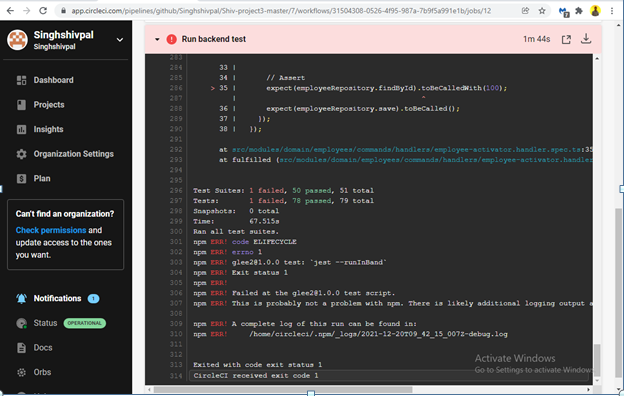 app.circleci.com/pipelines/github/Singhshivpal/Shiv-project3-master/7/workflows/31504308-0526-4f95-987a-7b9f5a991e1b/jobs/12
Singhshivpal
Singhshivpal
Dashboard
Projects
Insights
Organization Settings
Plan
Can't find an organization?
Check permissions and
update access to the ones
you want.
Notifications 1
Status OPERATIONAL
Docs
Orbs
Run backend test
1m 44s
283
284 33 |
285 34 | // Assert
286 > 35 | expect(employeeRepository.findById).toBeCalledWith(100);
287 | ^
288 36 | expect(employeeRepository.save).toBeCalled();
289 37 | });
290 38 | });
291
292 at src/modules/domain/employees/commands/handlers/employee-activator.handler.spec.ts:35
293 at fulfilled (src/modules/domain/employees/commands/handlers/employee-activator.handler
294
295
296 Test Suites: 1 failed, 50 passed, 51 total
297 Tests: 1 failed, 78 passed, 79 total
298 Snapshots: 0 total
299 Time: 67.515s
300 Ran all test suites.
301 npm ERR! code ELIFECYCLE
302 npm ERR! errno 1
303 npm ERR! glee2@1.0.0 test: `jest --runInBand`
304 npm ERR! Exit status 1
305 npm ERR!
306 npm ERR! Failed at the glee2@1.0.0 test script.
307 npm ERR! This is probably not a problem with npm. There is likely additional logging output a
308
309 npm ERR! A complete log of this run can be found in:
310 npm ERR! /home/circleci/.npm/_logs/2021-12-20T09_42_15_007Z-debug.log
311
312
313 Exited with code exit status 1
314 CircleCI received exit code 1
Activate Windows
Go to Settings to activate Windows